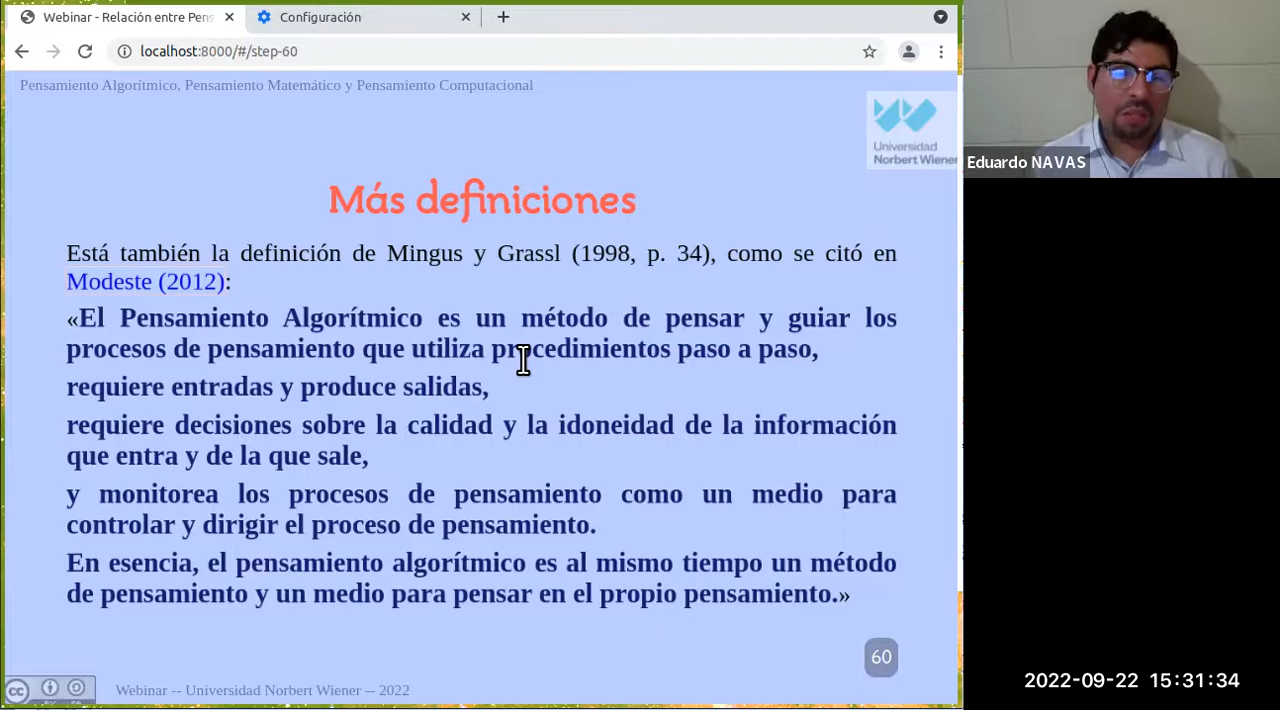 Webinar - Relación entre Pens
Configuración
localhost:8000/#/step-60
Pensamiento Algorítmico, Pensamiento Matemático y Pensamiento Computacional
Universidad
Norbert Wiener
Eduardo NAVAS
Más definiciones
Está también la definición de Mingus y Grassl (1998, p. 34), como se citó en
Modeste (2012):
«El Pensamiento Algorítmico es un método de pensar y guiar los
procesos de pensamiento que utiliza procedimientos paso a paso,
requiere entradas y produce salidas,
requiere decisiones sobre la calidad y la idoneidad de la información
que entra y de la que sale,
y monitorea los procesos de pensamiento como un medio para
controlar y dirigir el proceso de pensamiento.
En esencia, el pensamiento algorítmico es al mismo tiempo un método
de pensamiento y un medio para pensar en el propio pensamiento.»
60
cc
Webinar -- Universidad Norbert Wiener -- 2022
2022-09-22 15:31:34